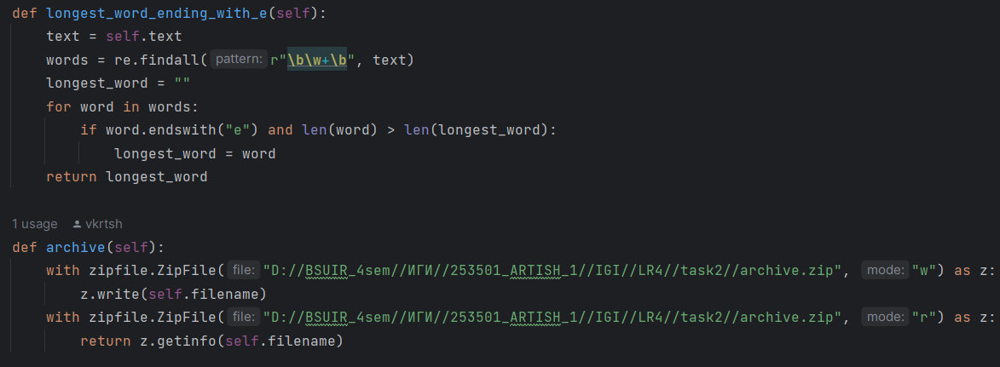 def longest_word_ending_with_e(self):
    text = self.text
    words = re.findall( pattern: r"\b\w+\b", text)
    longest_word = ""
    for word in words:
        if word.endswith("e") and len(word) > len(longest_word):
            longest_word = word
    return longest_word
1 usage vkrtsh
def archive(self):
    with zipfile.ZipFile( file: "D://BSUIR_4sem//ИГИ//253501_ARTISH_1//IGI//LR4//task2//archive.zip", mode: "w") as z:
        z.write(self.filename)
    with zipfile.ZipFile( file: "D://BSUIR_4sem//ИГИ//253501_ARTISH_1//IGI//LR4//task2//archive.zip", mode: "r") as z:
        return z.getinfo(self.filename)